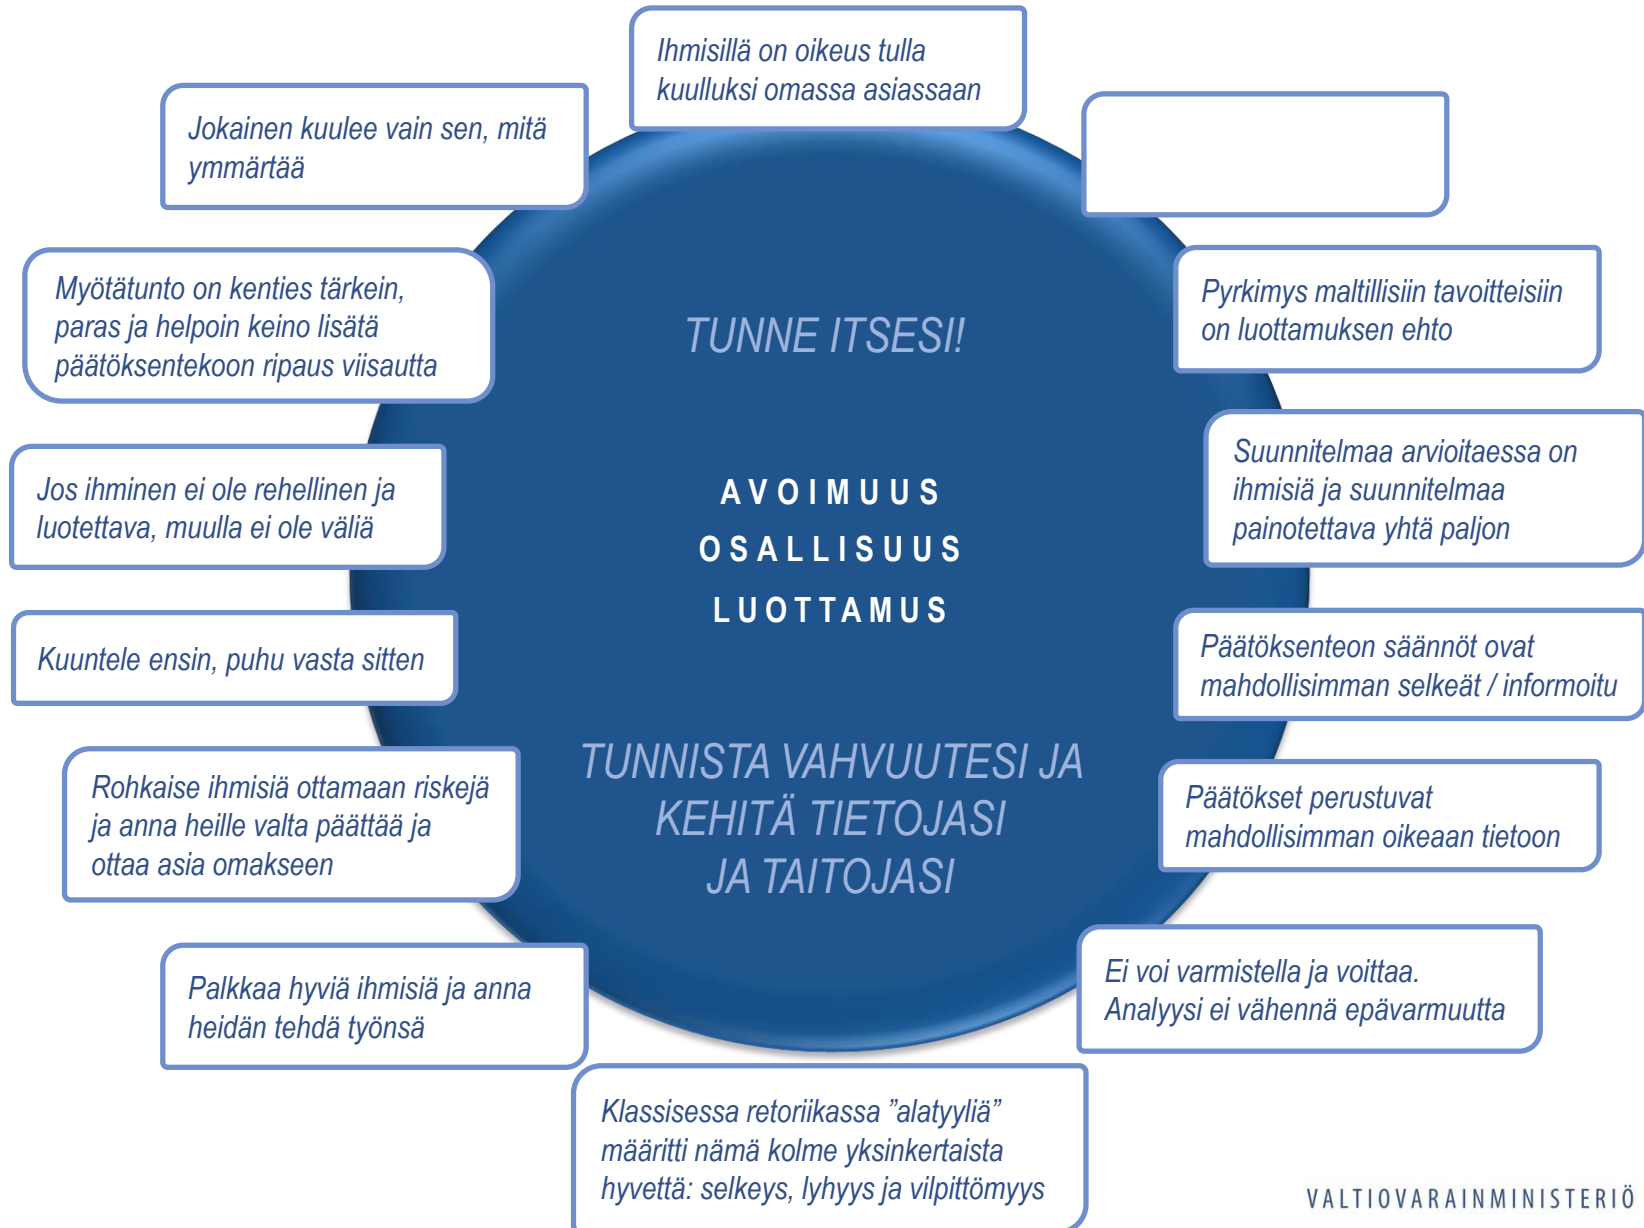 Ihmisillä on oikeus tulla
kuulluksi omassa asiassaan
Jokainen kuulee vain sen, mitä
ymmärtää
Myötätunto on kenties tärkein,
paras ja helpoin keino lisätä
päätöksentekoon ripaus viisautta
Pyrkimys maltillisiin tavoitteisiin
on luottamuksen ehto
TUNNE ITSESI!
Jos ihminen ei ole rehellinen ja
luotettava, muulla ei ole väliä
AVOIMUUS
OSALLISUUS
LUOTTAMUS
Suunnitelmaa arvioitaessa on
ihmisiä ja suunnitelmaa
painotettava yhtä paljon
Kuuntele ensin, puhu vasta sitten
Päätöksenteon säännöt ovat
mahdollisimman selkeät / informoitu
Rohkaise ihmisiä ottamaan riskejä
ja anna heille valta päättää ja
ottaa asia omakseen
TUNNISTA VAHVUUTESI JA
KEHITÄ TIETOJASI
JA TAITOJASI
Päätökset perustuvat
mahdollisimman oikeaan tietoon
Palkkaa hyviä ihmisiä ja anna
heidän tehdä työnsä
Ei voi varmistella ja voittaa.
Analyysi ei vähennä epävarmuutta
Klassisessa retoriikassa ”alatyyliä”
määritti nämä kolme yksinkertaista
hyvettä: selkeys, lyhyys ja vilpittömyys
VALTIOVARAINMINISTERIÖ